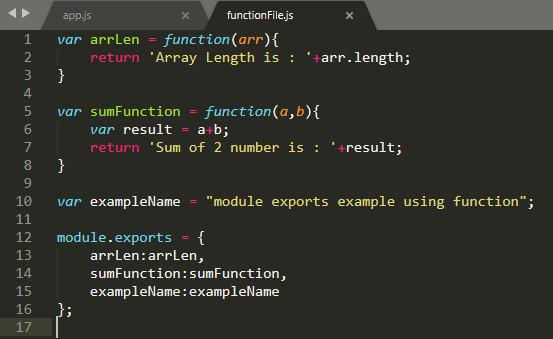 app.js × functionFile.js ×
1 var arrLen = function(arr){
2 return 'Array Length is : '+arr.length;
3 }
4
5 var sumFunction = function(a,b){
6 var result = a+b;
7 return 'Sum of 2 number is : '+result;
8 }
9
10 var exampleName = "module exports example using function";
11
12 module.exports = {
13 arrLen:arrLen,
14 sumFunction:sumFunction,
15 exampleName:exampleName
16 };
17